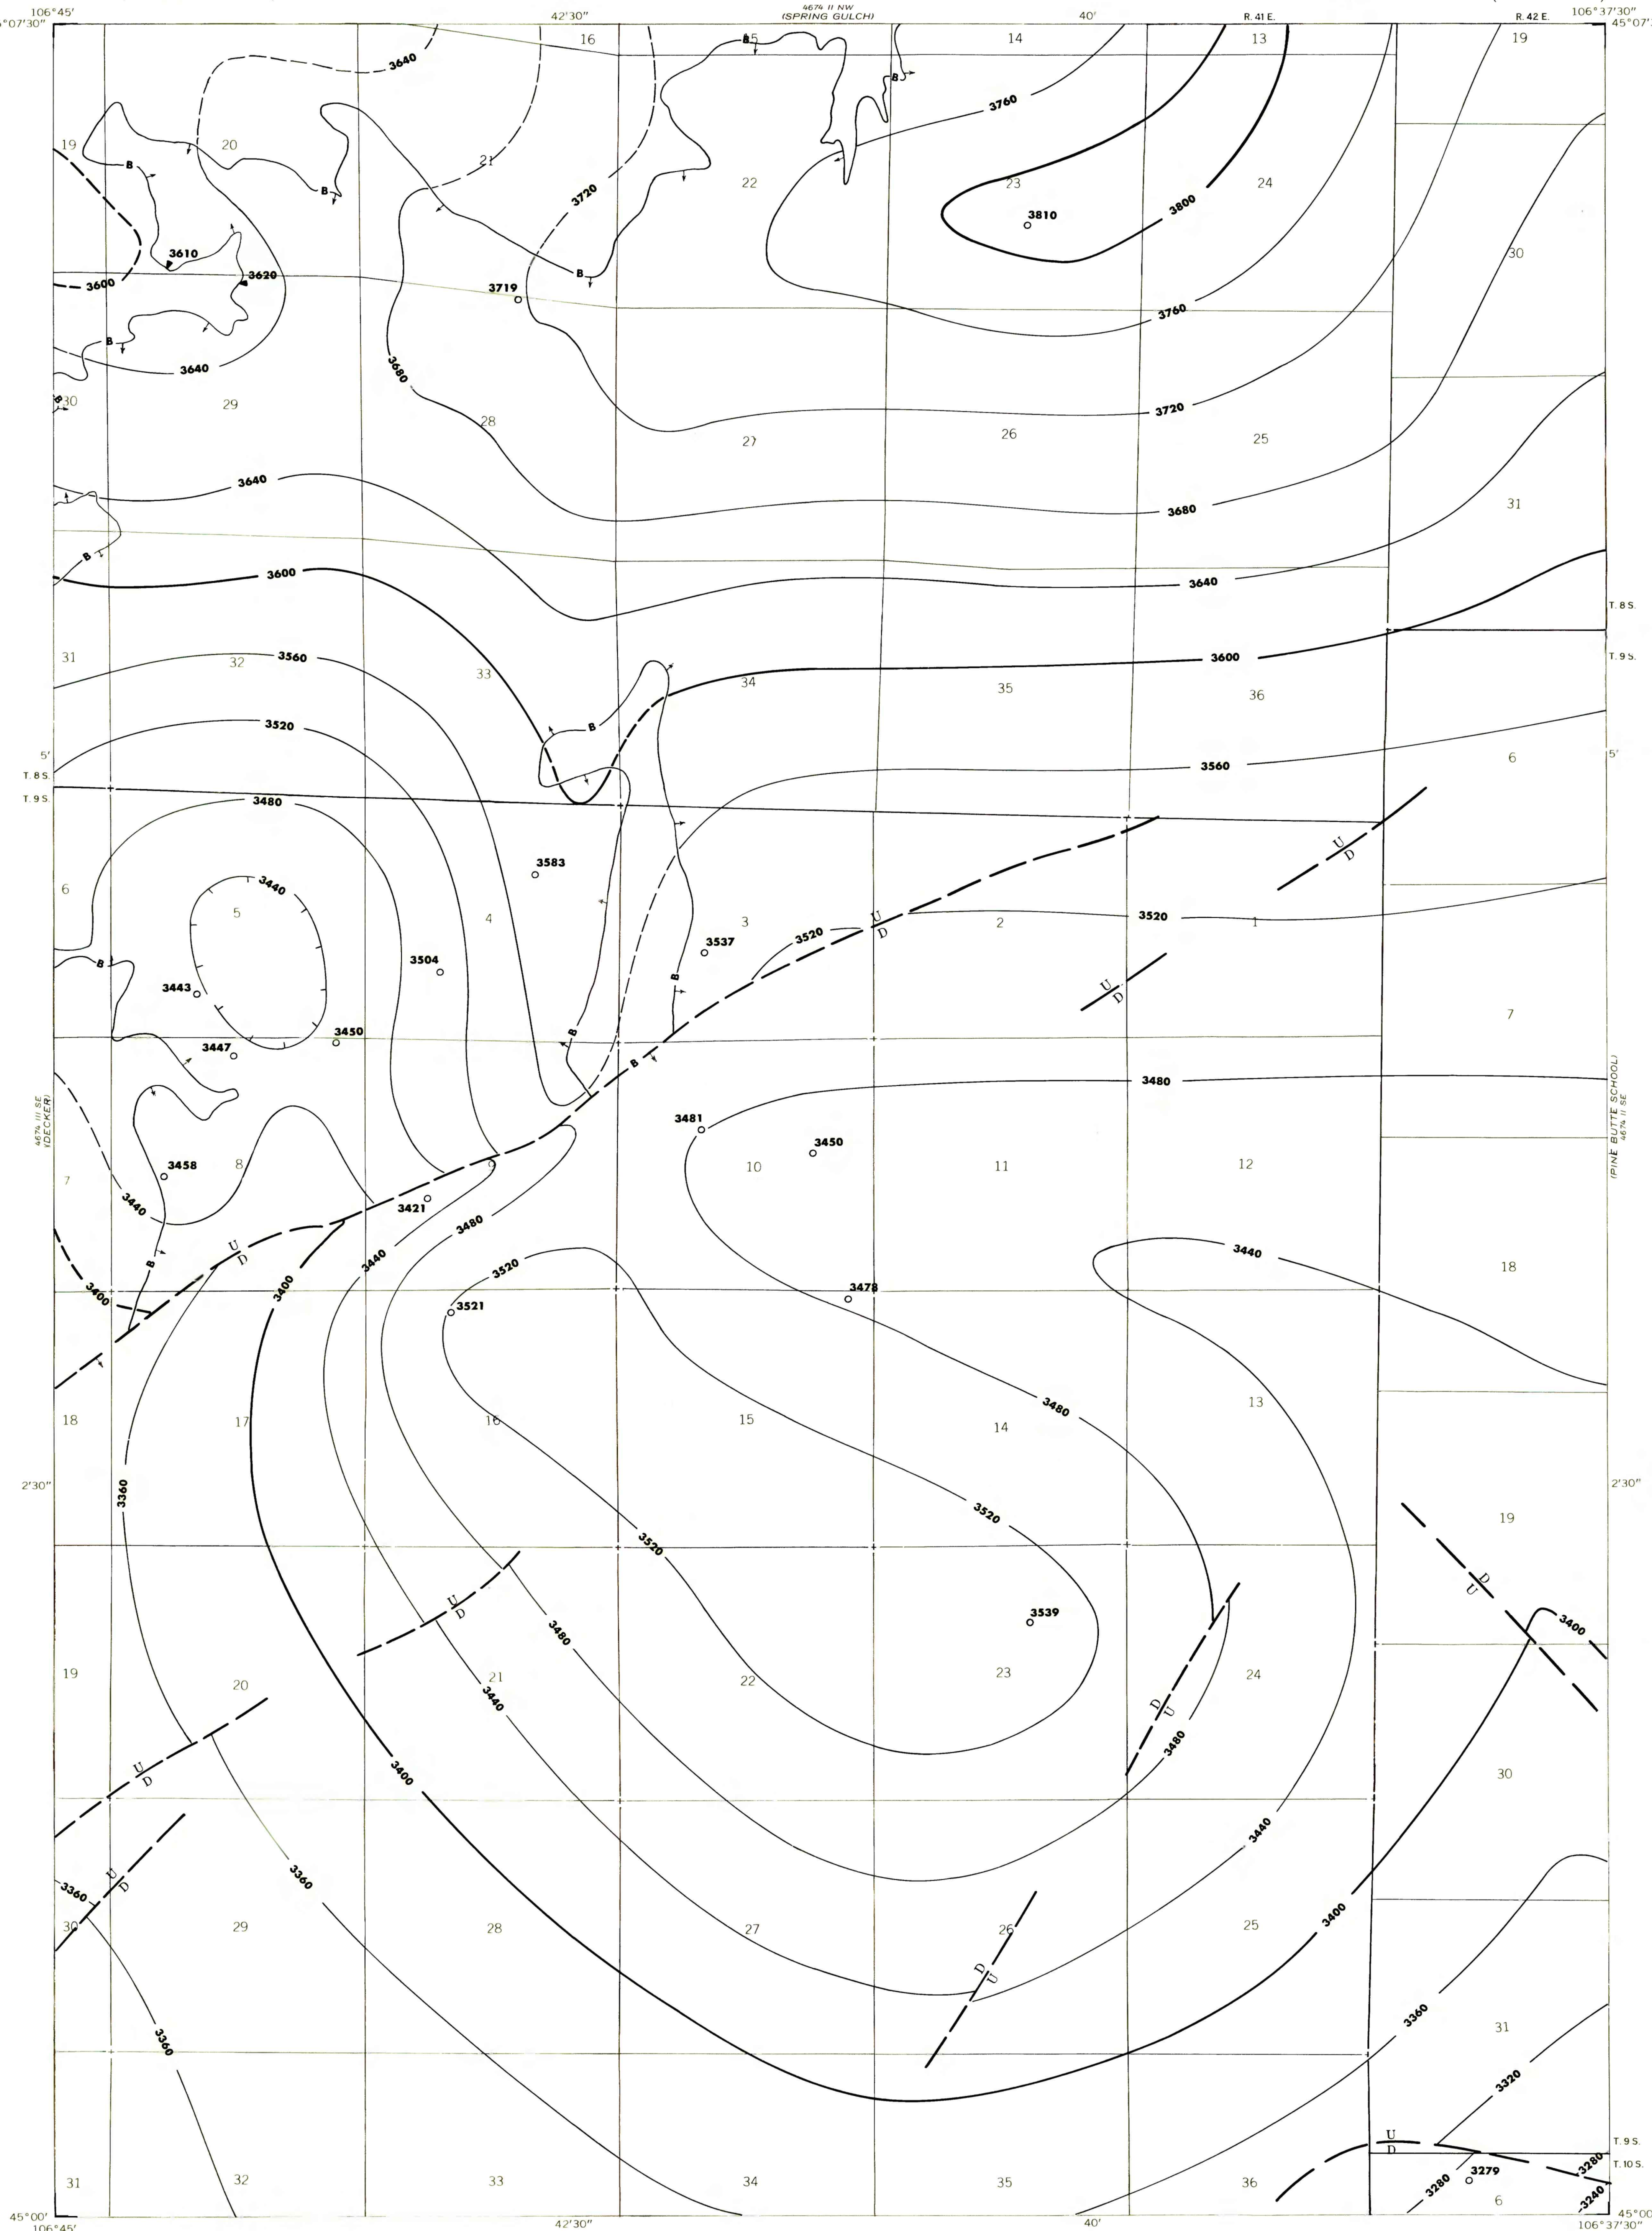 4674 II NW
106°45' 42'30" (SPRING GULCH) 40' R. 41 E. R. 42 E. 106°37'30"
°07'30" 45°07'3
16 15 14 13 19
B
3640
B
3760
19 20 21 22 23 24
B
B
3720
3800
3810
30
3610
3620
B
3600
3719
3760
B
3640
3680
B
30 29 28 27 26 25
3720
3640
3680
31
B
3600
3640
T. 8 S.
31 32 3560 33 34 35 3600 T. 9 S.
36
3520
B
5' 5'
6
T. 8 S.
T. 9 S.
3560
3480
U
D
3583
6 3440
5 4 3 2 1
U
D
3520
3520
3537
B
3504
3443
B
U
D
7
3450
3447
B
B
3480
4674 III SE
(DECKER)
(PINE BUTTE SCHOOL)
4674 II SE
3481
3450
7 8 9 10 11 12
3458
3440
3421
3480
U
D
3440
3440
B
3520
18
3400
3400
3521
3478
3480
13
18 17 16 15 14
2'30" 2'30"
3360
3520
19
3520
D
U
U
D
3539
3400
3480
19 20 21 22 23 24
3440
D
U
3480
U
D
3400
30
3440
U
D
3360
3360
3400
30 29 28 27 26 25
D
U
3360
3360
31
3320
U
D
T. 9 S.
3280
T. 10 S.
3279
31 32 33 34 35 36 3280
6
3240
45°00' 45°00'
106°45' 42'30" 40' 106°37'30"